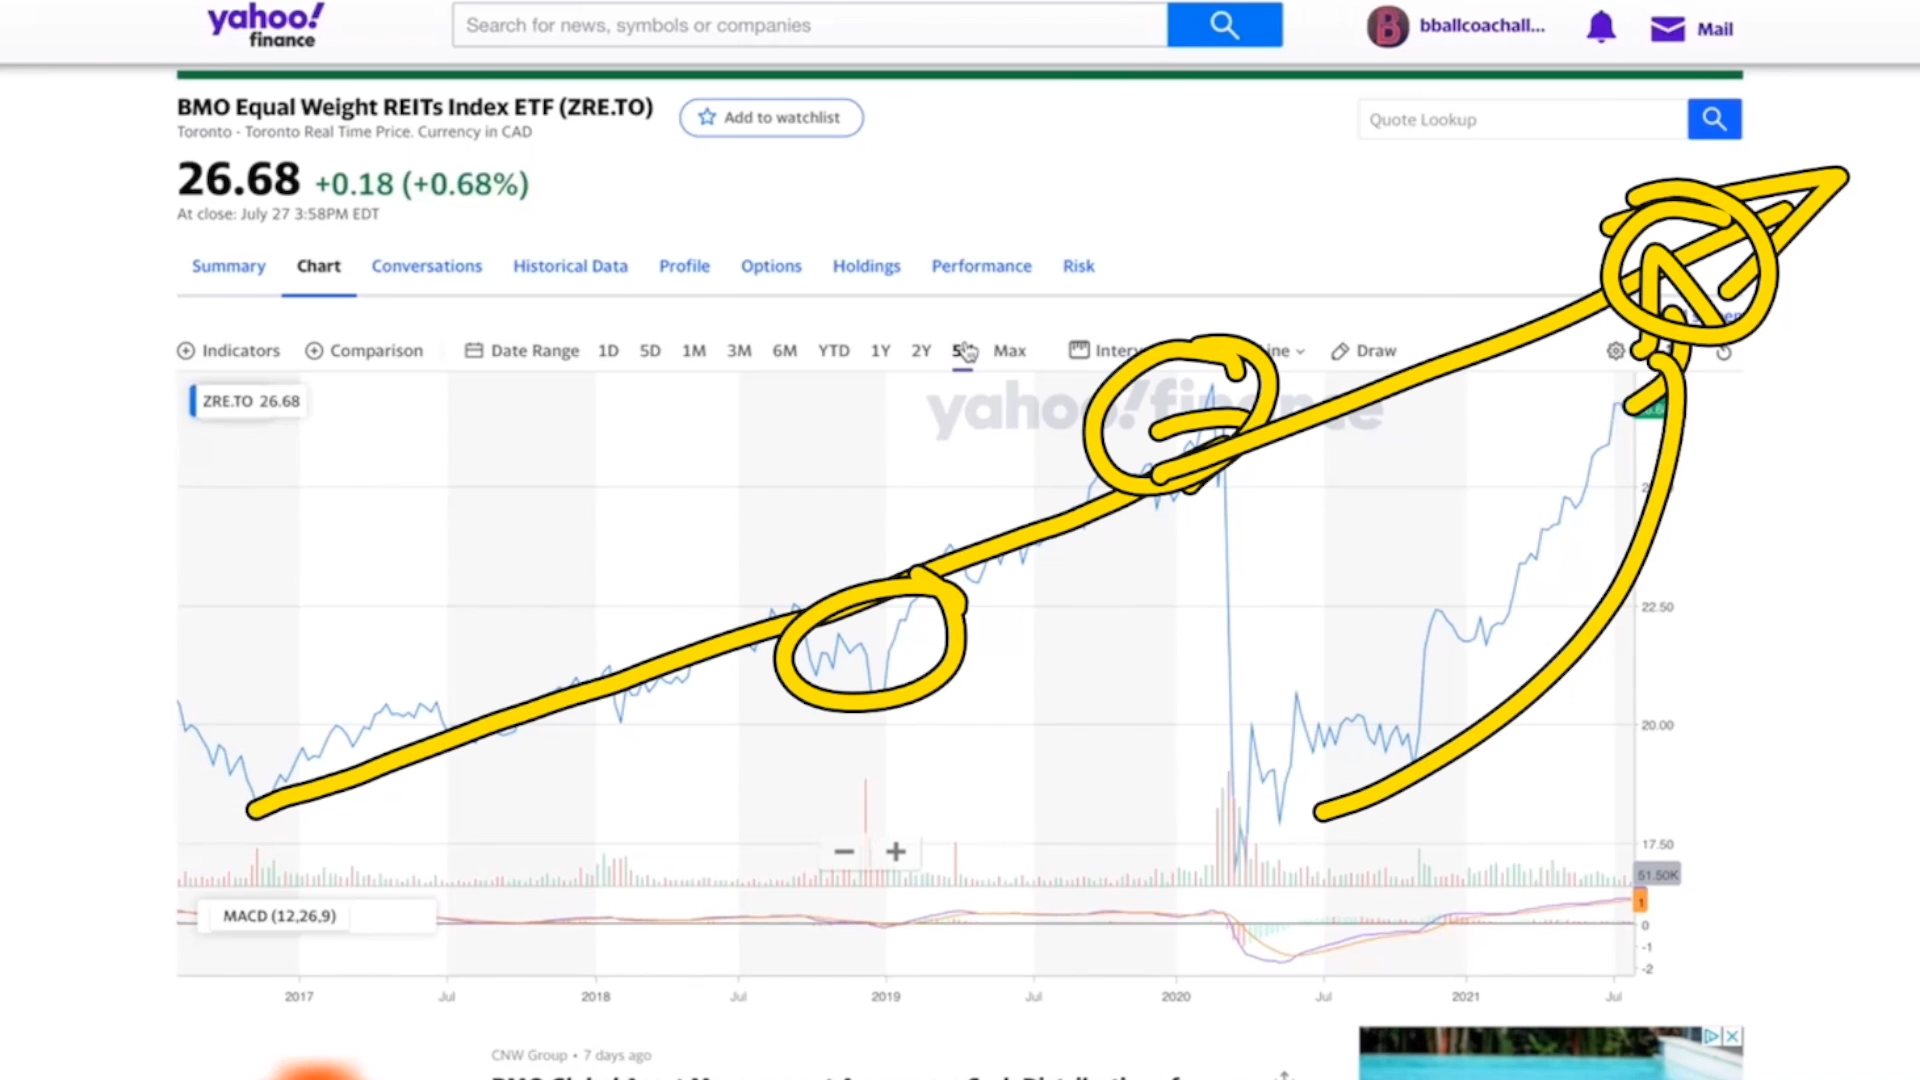 yahoo!
finance
Search for news, symbols or companies
B
bballcoachall...
Mail
BMO Equal Weight REITs Index ETF (ZRE.TO)
Add to watchlist
Quote Lookup
Toronto - Toronto Real Time Price. Currency in CAD
26.68 +0.18 (+0.68%)
At close: July 27 3:58PM EDT
Summary Chart Conversations Historical Data Profile Options Holdings Performance Risk
Indicators Comparison Date Range 1D 5D 1M 3M 6M YTD 1Y 2Y Max Draw
ZRE.TO 26.68
yahoo!finance
22.50
20.00
17.50
51.50K
MACD (12,26,9)
1
0
-1
-2
2017 Jul 2018 Jul 2019 Jul 2020 Jul 2021 Jul
CNW Group • 7 days ago